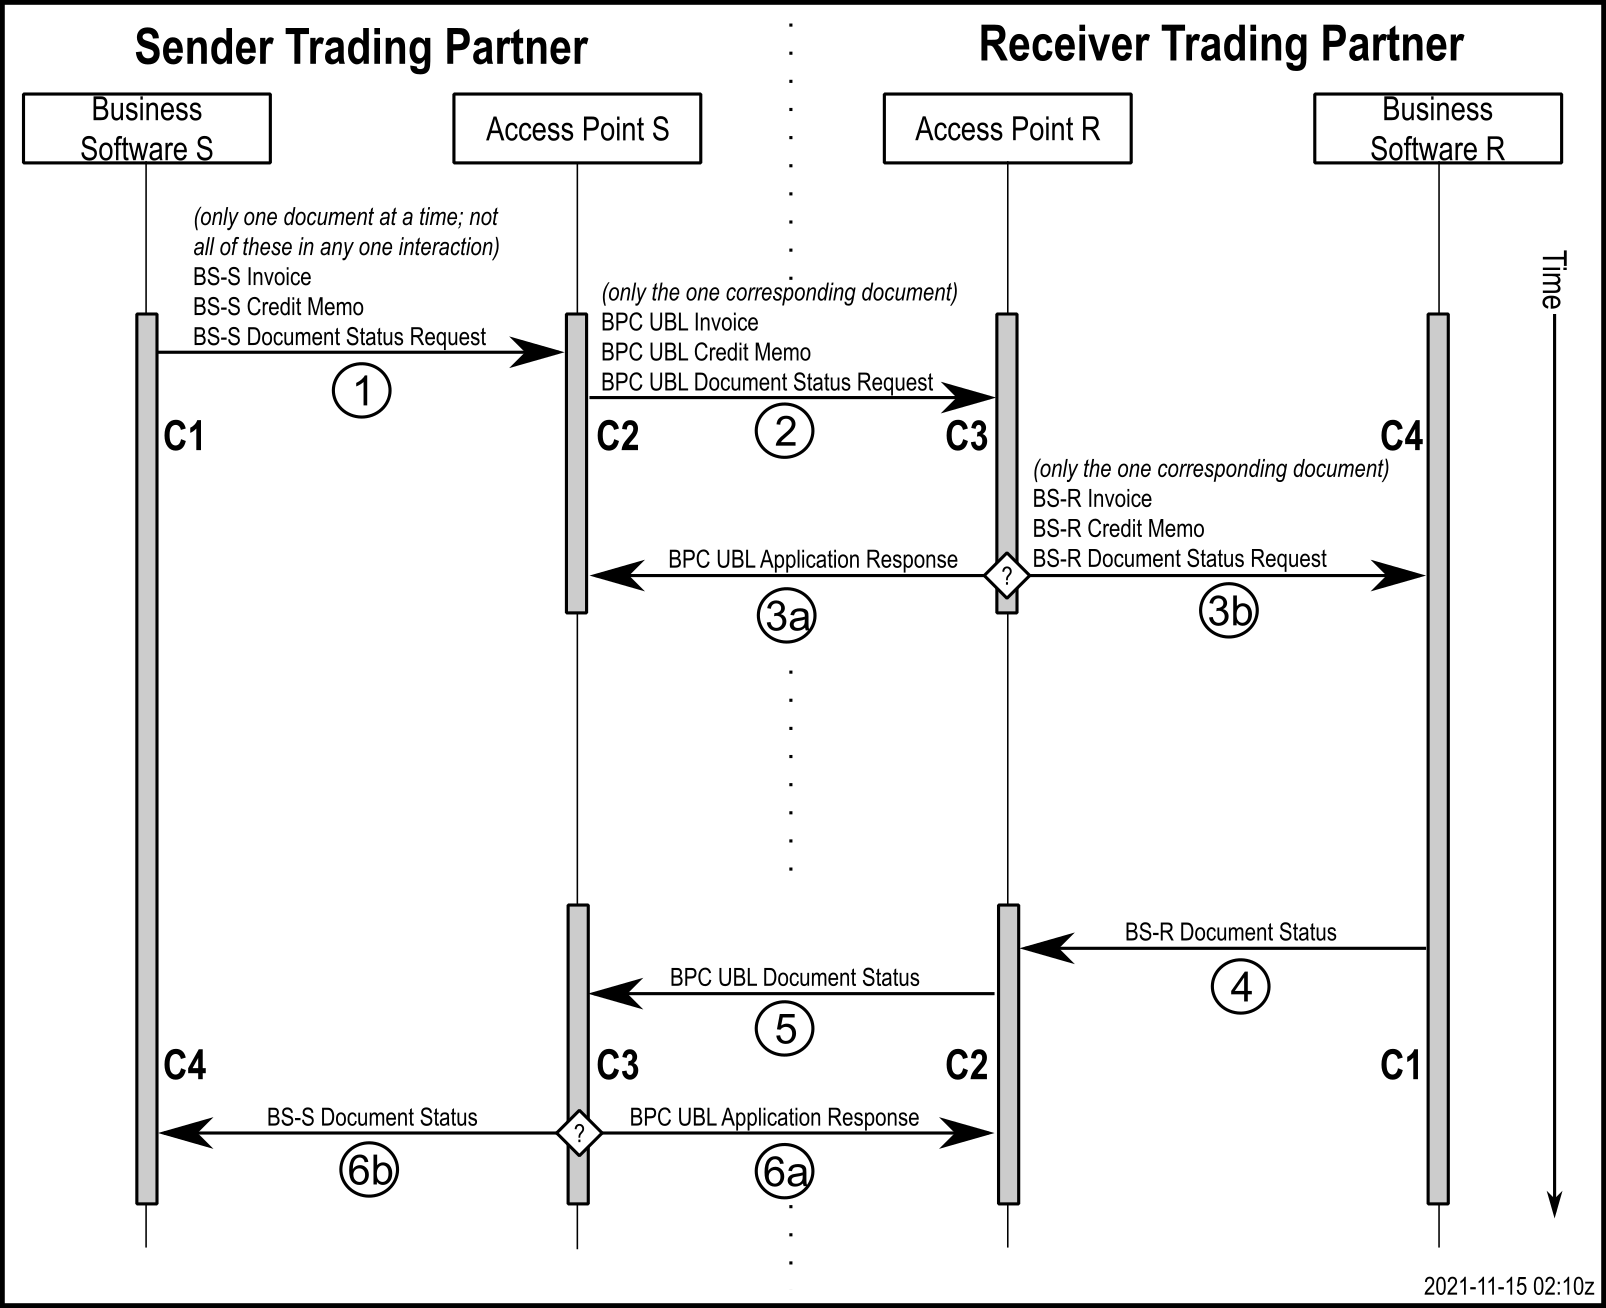 Sender Trading Partner
Receiver Trading Partner
Business
Software S
Access Point S
Access Point R
Business
Software R
(only one document at a time; not
all of these in any one interaction)
BS-S Invoice
BS-S Credit Memo
BS-S Document Status Request
1
Time
(only the one corresponding document)
BPC UBL Invoice
BPC UBL Credit Memo
BPC UBL Document Status Request
2
C1
C2
C3
C4
(only the one corresponding document)
BS-R Invoice
BS-R Credit Memo
BS-R Document Status Request
BPC UBL Application Response
?
3a
3b
BS-R Document Status
4
BPC UBL Document Status
5
C4
C3
C2
C1
BS-S Document Status
?
BPC UBL Application Response
6b
6a
2021-11-15 02:10z